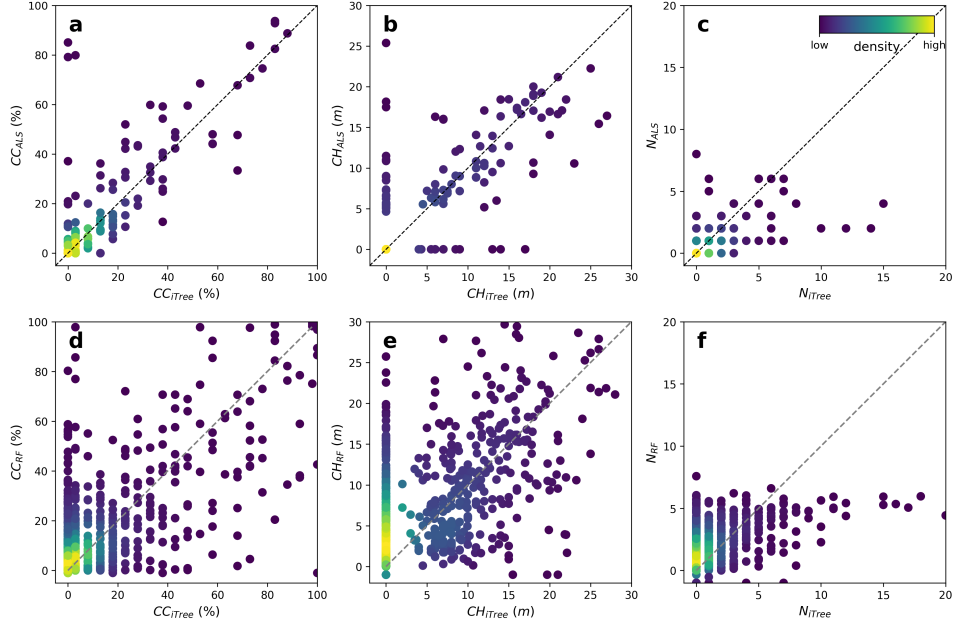 a
100
80
60
40
20
0
CC_ALS (%)
0 20 40 60 80 100
CC_iTree (%)
b
30
25
20
15
10
5
0
CH_ALS (m)
0 5 10 15 20 25 30
CH_iTree (m)
c
low density high
20
15
10
5
0
N_ALS
0 5 10 15 20
N_iTree
d
100
80
60
40
20
0
CC_RF (%)
0 20 40 60 80 100
CC_iTree (%)
e
30
25
20
15
10
5
0
CH_RF (m)
0 5 10 15 20 25 30
CH_iTree (m)
f
20
15
10
5
0
N_RF
0 5 10 15 20
N_iTree